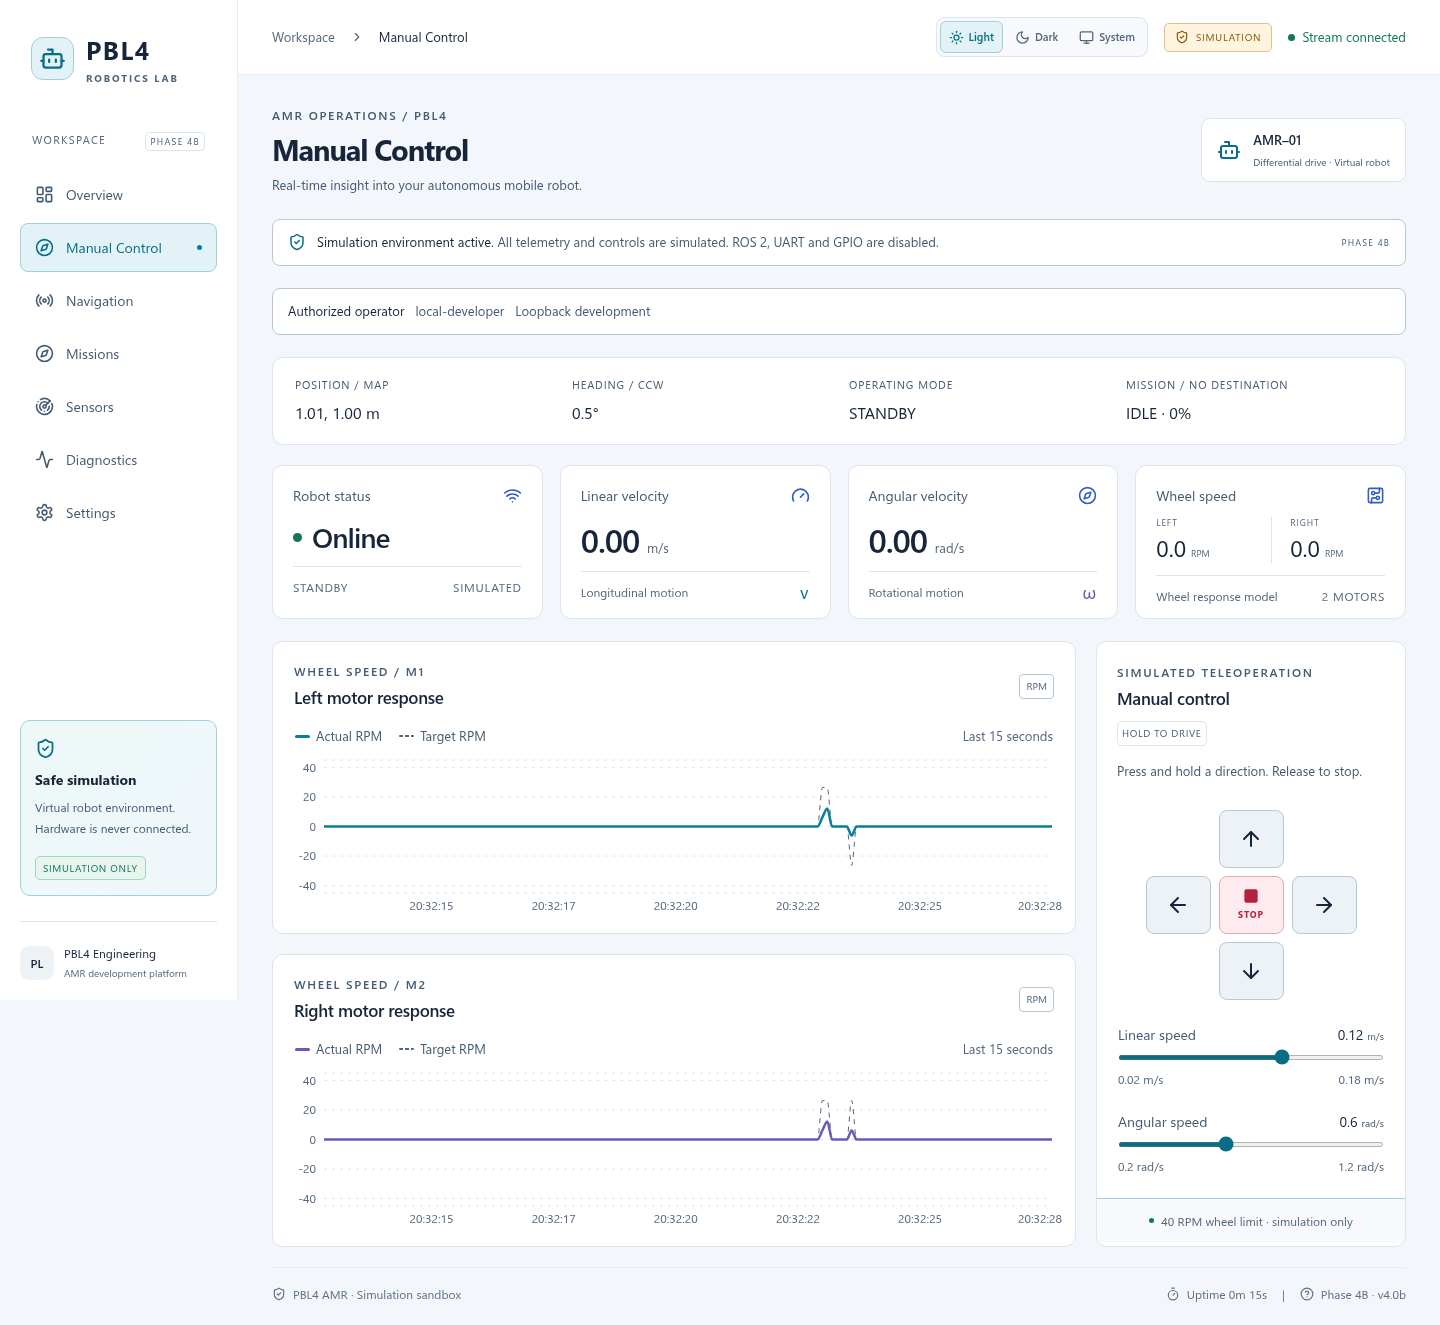 PBL4
ROBOTICS LAB
WORKSPACE
PHASE 4B
Overview
Manual Control
Navigation
Missions
Sensors
Diagnostics
Settings
Safe simulation
Virtual robot environment.
Hardware is never connected.
SIMULATION ONLY
PL
PBL4 Engineering
AMR development platform
Workspace > Manual Control
Light
Dark
System
SIMULATION
Stream connected
AMR OPERATIONS / PBL4
Manual Control
Real-time insight into your autonomous mobile robot.
AMR–01
Differential drive · Virtual robot
Simulation environment active. All telemetry and controls are simulated. ROS 2, UART and GPIO are disabled.
PHASE 4B
Authorized operator local-developer Loopback development
POSITION / MAP
1.01, 1.00 m
HEADING / CCW
0.5°
OPERATING MODE
STANDBY
MISSION / NO DESTINATION
IDLE · 0%
Robot status
Online
STANDBY
SIMULATED
Linear velocity
0.00 m/s
Longitudinal motion
v
Angular velocity
0.00 rad/s
Rotational motion
ω
Wheel speed
LEFT
0.0 RPM
RIGHT
0.0 RPM
Wheel response model
2 MOTORS
WHEEL SPEED / M1
Left motor response
RPM
Actual RPM
Target RPM
Last 15 seconds
40
20
0
-20
-40
20:32:15 20:32:17 20:32:20 20:32:22 20:32:25 20:32:28
WHEEL SPEED / M2
Right motor response
RPM
Actual RPM
Target RPM
Last 15 seconds
40
20
0
-20
-40
20:32:15 20:32:17 20:32:20 20:32:22 20:32:25 20:32:28
SIMULATED TELEOPERATION
Manual control
HOLD TO DRIVE
Press and hold a direction. Release to stop.
STOP
Linear speed
0.12 m/s
0.02 m/s
0.18 m/s
Angular speed
0.6 rad/s
0.2 rad/s
1.2 rad/s
40 RPM wheel limit · simulation only
PBL4 AMR · Simulation sandbox
Uptime 0m 15s | Phase 4B · v4.0b